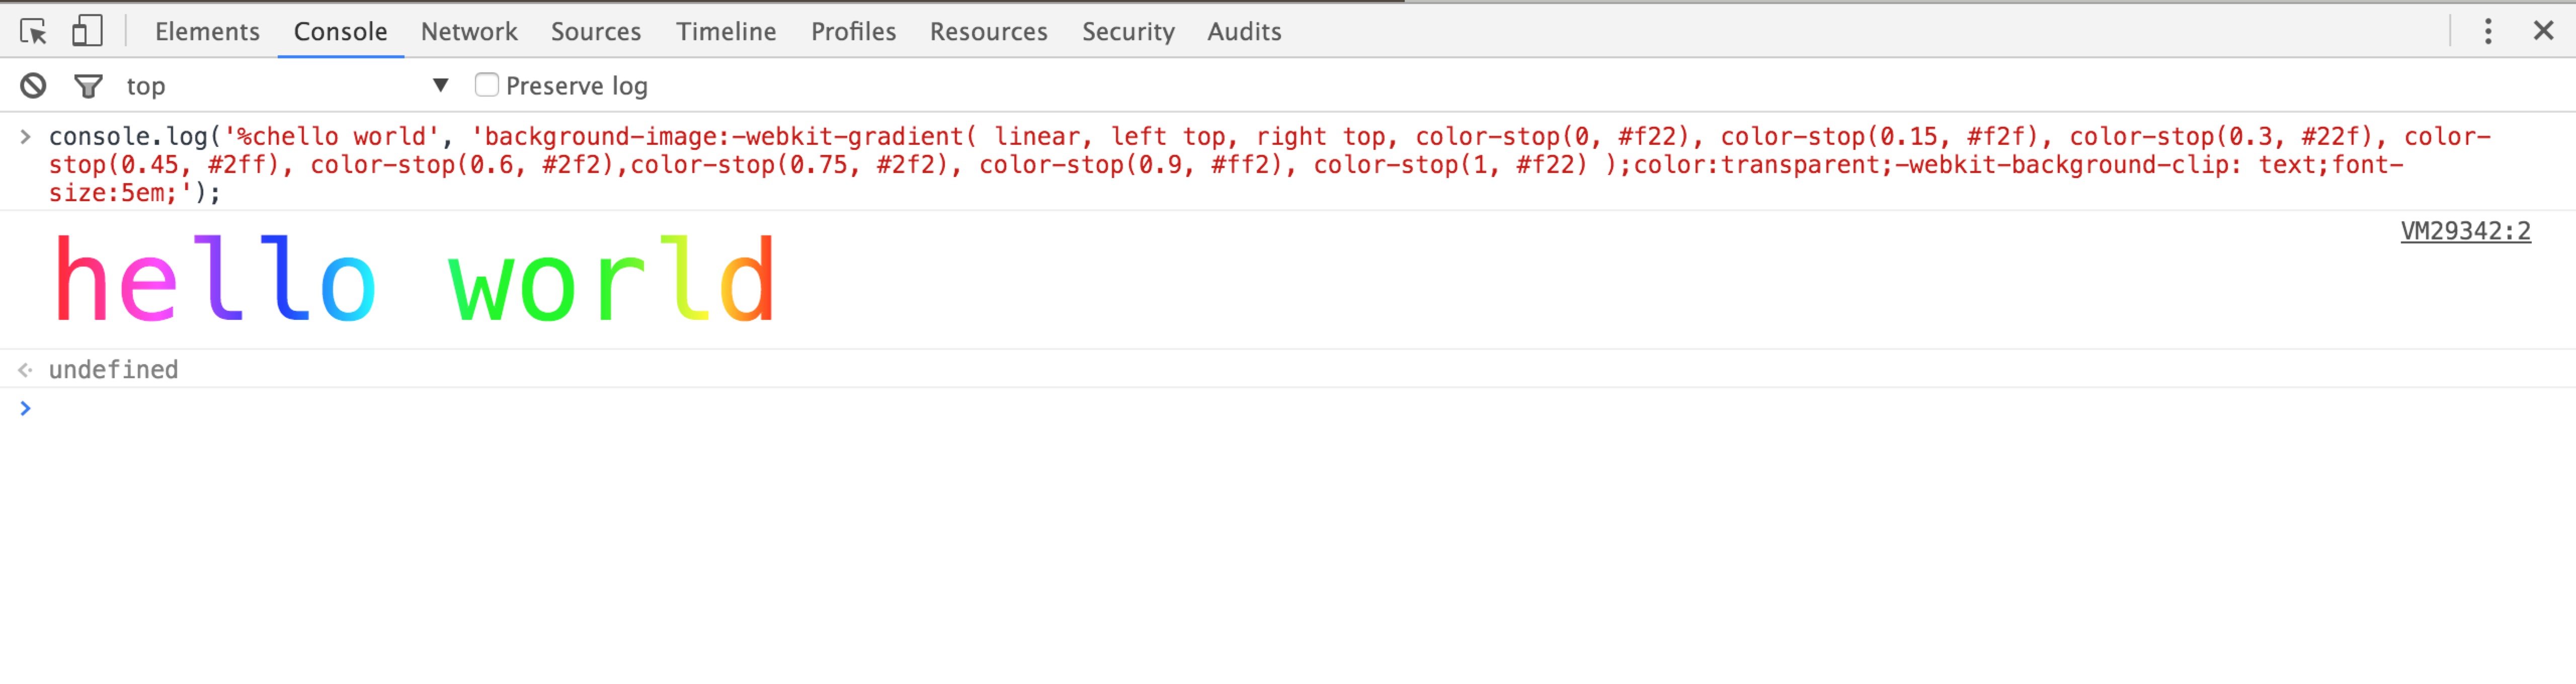 Elements Console Network Sources Timeline Profiles Resources Security Audits
top Preserve log
console.log('%chello world', 'background-image:-webkit-gradient( linear, left top, right top, color-stop(0, #f22), color-stop(0.15, #f2f), color-stop(0.3, #22f), color-
stop(0.45, #2ff), color-stop(0.6, #2f2),color-stop(0.75, #2f2), color-stop(0.9, #ff2), color-stop(1, #f22) );color:transparent;-webkit-background-clip: text;font-
size:5em;');
hello world VM29342:2
undefined